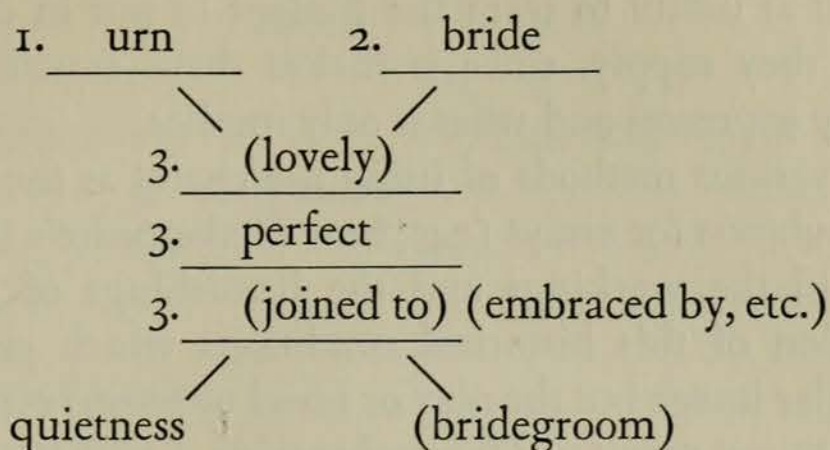 1. urn 2. bride
3. (lovely)
3. perfect
3. (joined to) (embraced by, etc.)
quietness (bridegroom)